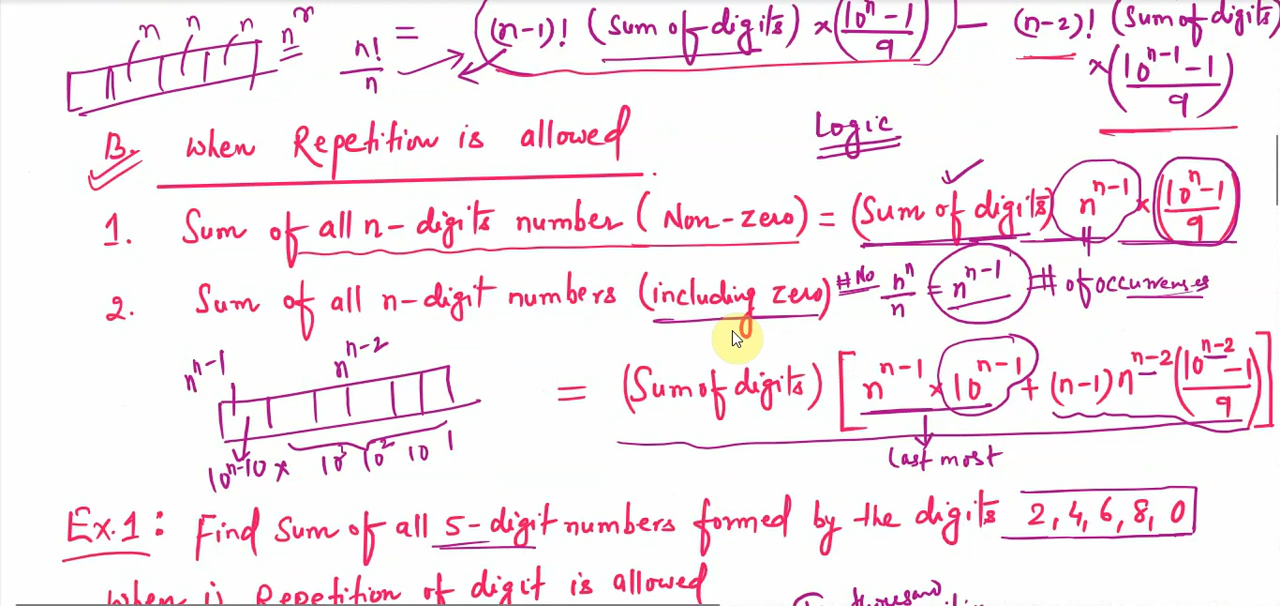 n n n n^r n!/n = (n-1)! (Sum of digits) × (10^n - 1 / 9) - (n-2)! (Sum of digits)
× (10^{n-1} - 1 / 9)
Logic
B. When Repetition is allowed
1. Sum of all n-digits number (Non-zero) = (Sum of digits) n^{n-1} × (10^n - 1 / 9)
2. Sum of all n-digit numbers (including zero) # No n^n/n = n^{n-1} # of occurrences
n^{n-1} n^{n-2}
= (Sum of digits) [n^{n-1} × 10^{n-1} + (n-1) n^{n-2} (10^{n-2} - 1 / 9)]
10^3 10^2 10 1
Last most
Ex.1: Find Sum of all 5-digit numbers formed by the digits 2, 4, 6, 8, 0
when i) Repetition of digit is allowed
thousand